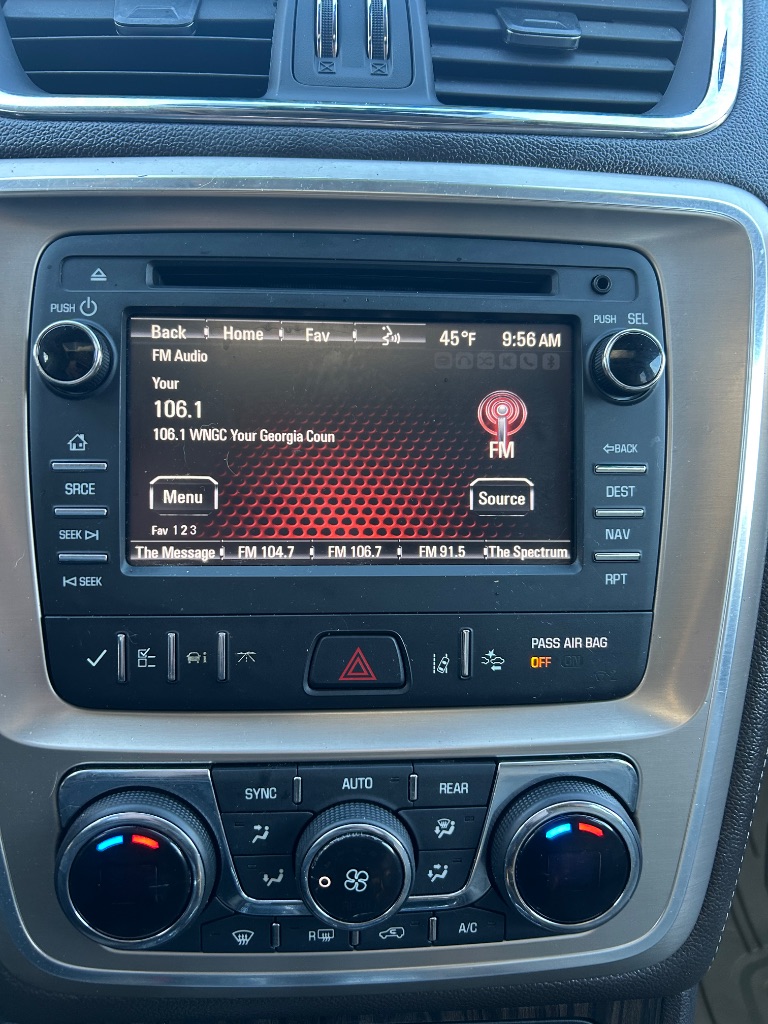 PUSH
PUSH SEL
Back Home Fav 45°F 9:56 AM
FM Audio
Your
106.1
106.1 WNGC Your Georgia Coun
FM
Menu
Source
Fav 1 2 3
The Message FM 104.7 FM 106.7 FM 91.5 The Spectrum
SRCE
SEEK
SEEK
BACK
DEST
NAV
RPT
PASS AIR BAG
OFF ON
SYNC AUTO REAR
R A/C